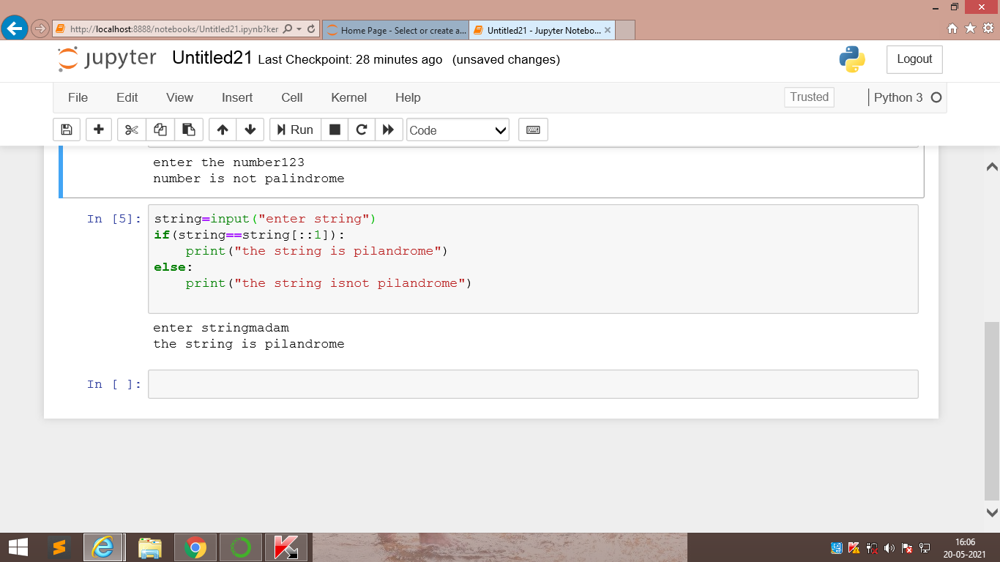 http://localhost:8888/notebooks/Untitled21.ipynb?ker
Home Page - Select or create a...
Untitled21 - Jupyter Notebo...
jupyter Untitled21 Last Checkpoint: 28 minutes ago (unsaved changes)
Logout
File Edit View Insert Cell Kernel Help
Trusted
Python 3
Run
Code
enter the number123
number is not palindrome
In [5]: string=input("enter string")
if(string==string[::1]):
    print("the string is pilandrome")
else:
    print("the string isnot pilandrome")
enter stringmadam
the string is pilandrome
In [ ]:
16:06
20-05-2021